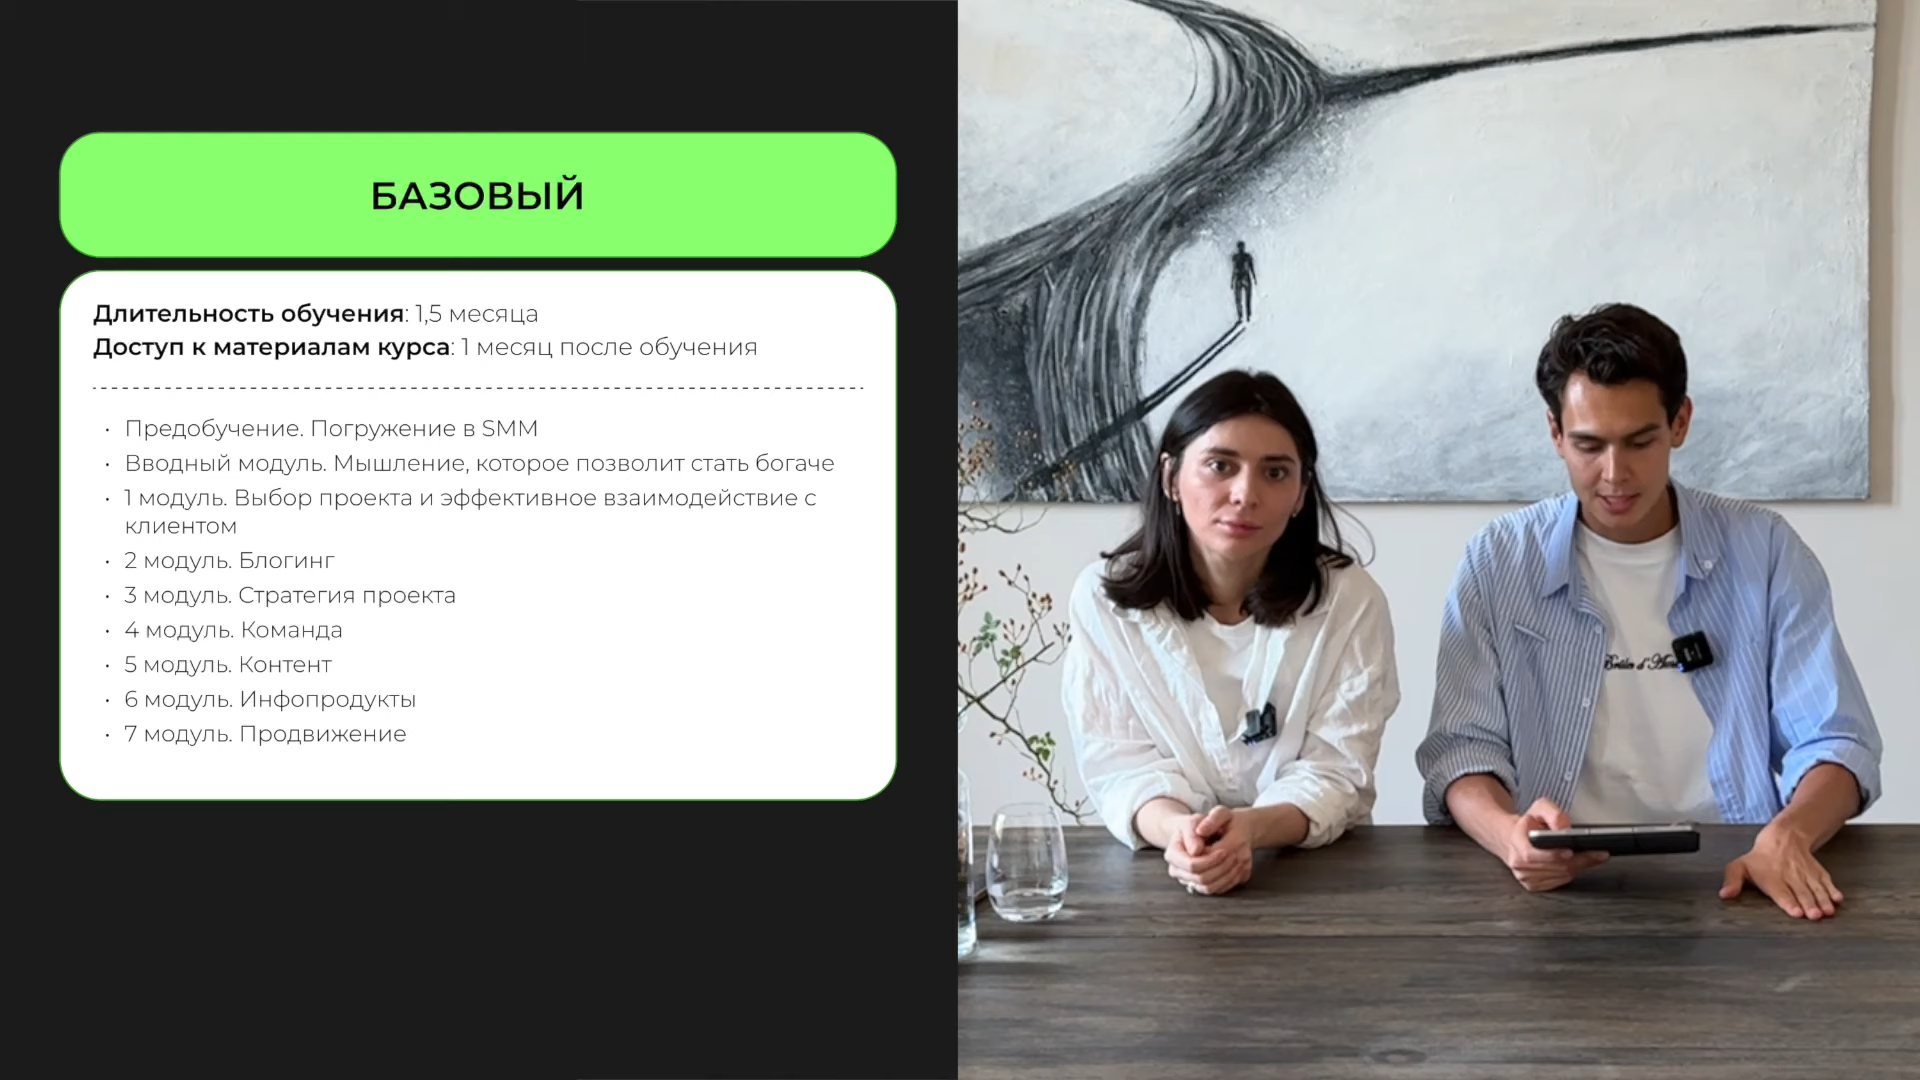 БАЗОВЫЙ
Длительность обучения: 1,5 месяца
Доступ к материалам курса: 1 месяц после обучения
• Предобучение. Погружение в SMM
• Вводный модуль. Мышление, которое позволит стать богаче
• 1 модуль. Выбор проекта и эффективное взаимодействие с
клиентом
• 2 модуль. Блогинг
• 3 модуль. Стратегия проекта
• 4 модуль. Команда
• 5 модуль. Контент
• 6 модуль. Инфопродукты
• 7 модуль. Продвижение